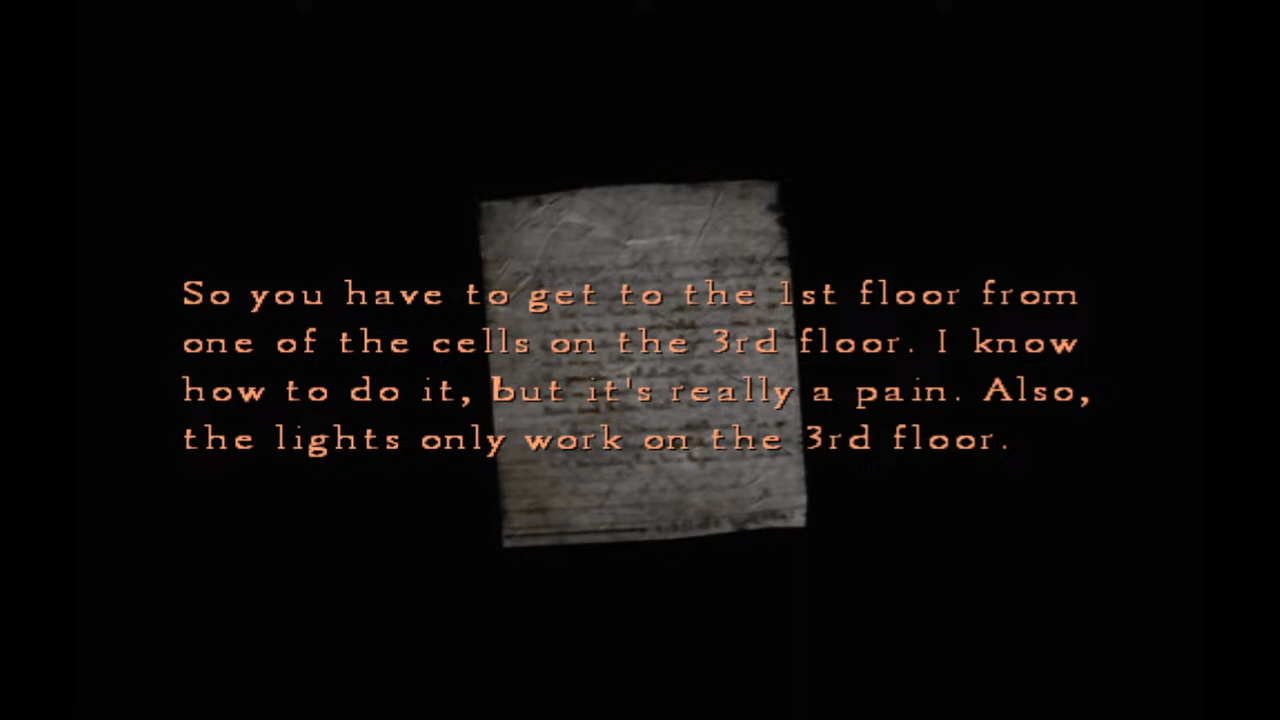 So you have to get to the 1st floor from
one of the cells on the 3rd floor. I know
how to do it, but it's really a pain. Also,
the lights only work on the 3rd floor.